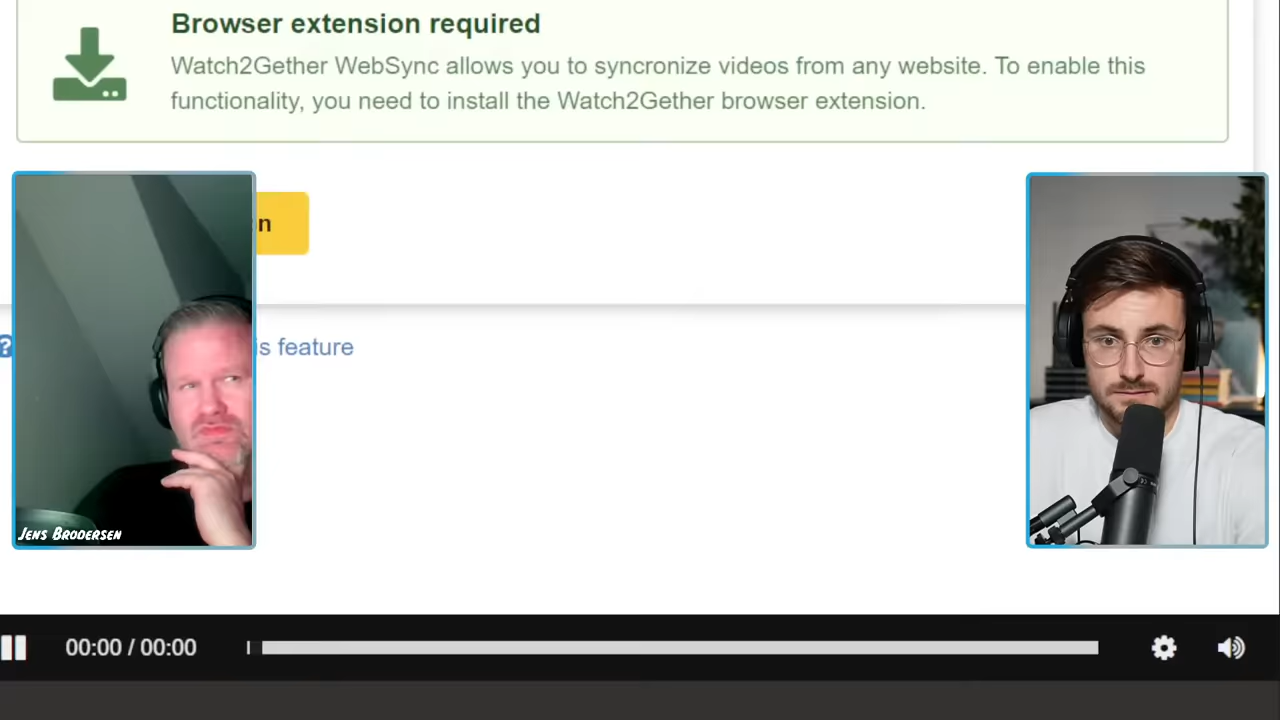 Browser extension required
Watch2Gether WebSync allows you to syncronize videos from any website. To enable this
functionality, you need to install the Watch2Gether browser extension.
n
?
is feature
Jens Brodersen
00:00 / 00:00